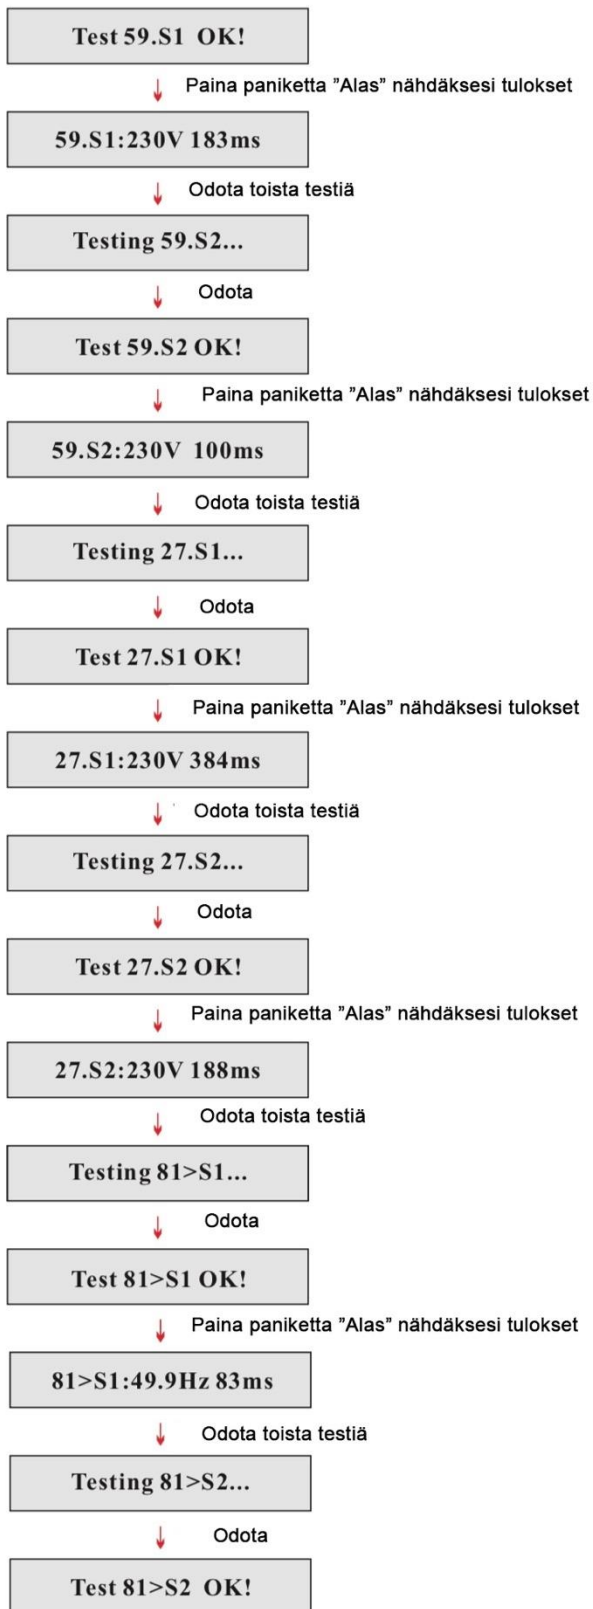 Test 59.S1 OK!
Paina paniketta ”Alas” nähdäksesi tulokset
59.S1:230V 183ms
Odota toista testiä
Testing 59.S2...
Odota
Test 59.S2 OK!
Paina paniketta ”Alas” nähdäksesi tulokset
59.S2:230V 100ms
Odota toista testiä
Testing 27.S1...
Odota
Test 27.S1 OK!
Paina paniketta ”Alas” nähdäksesi tulokset
27.S1:230V 384ms
Odota toista testiä
Testing 27.S2...
Odota
Test 27.S2 OK!
Paina paniketta ”Alas” nähdäksesi tulokset
27.S2:230V 188ms
Odota toista testiä
Testing 81>S1...
Odota
Test 81>S1 OK!
Paina paniketta ”Alas” nähdäksesi tulokset
81>S1:49.9Hz 83ms
Odota toista testiä
Testing 81>S2...
Odota
Test 81>S2 OK!